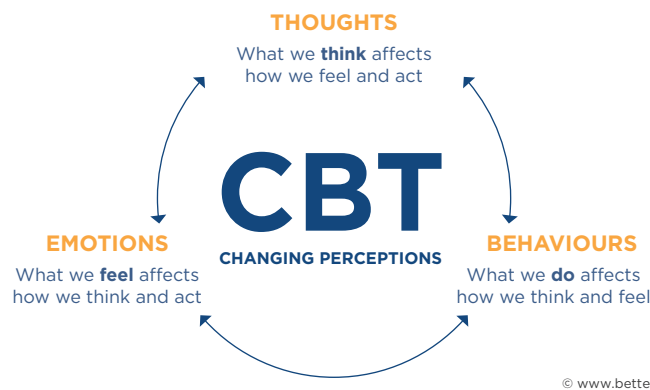 THOUGHTS
What we think affects
how we feel and act
CBT
CHANGING PERCEPTIONS
EMOTIONS
What we feel affects
how we think and act
BEHAVIOURS
What we do affects
how we think and feel
© www.bette